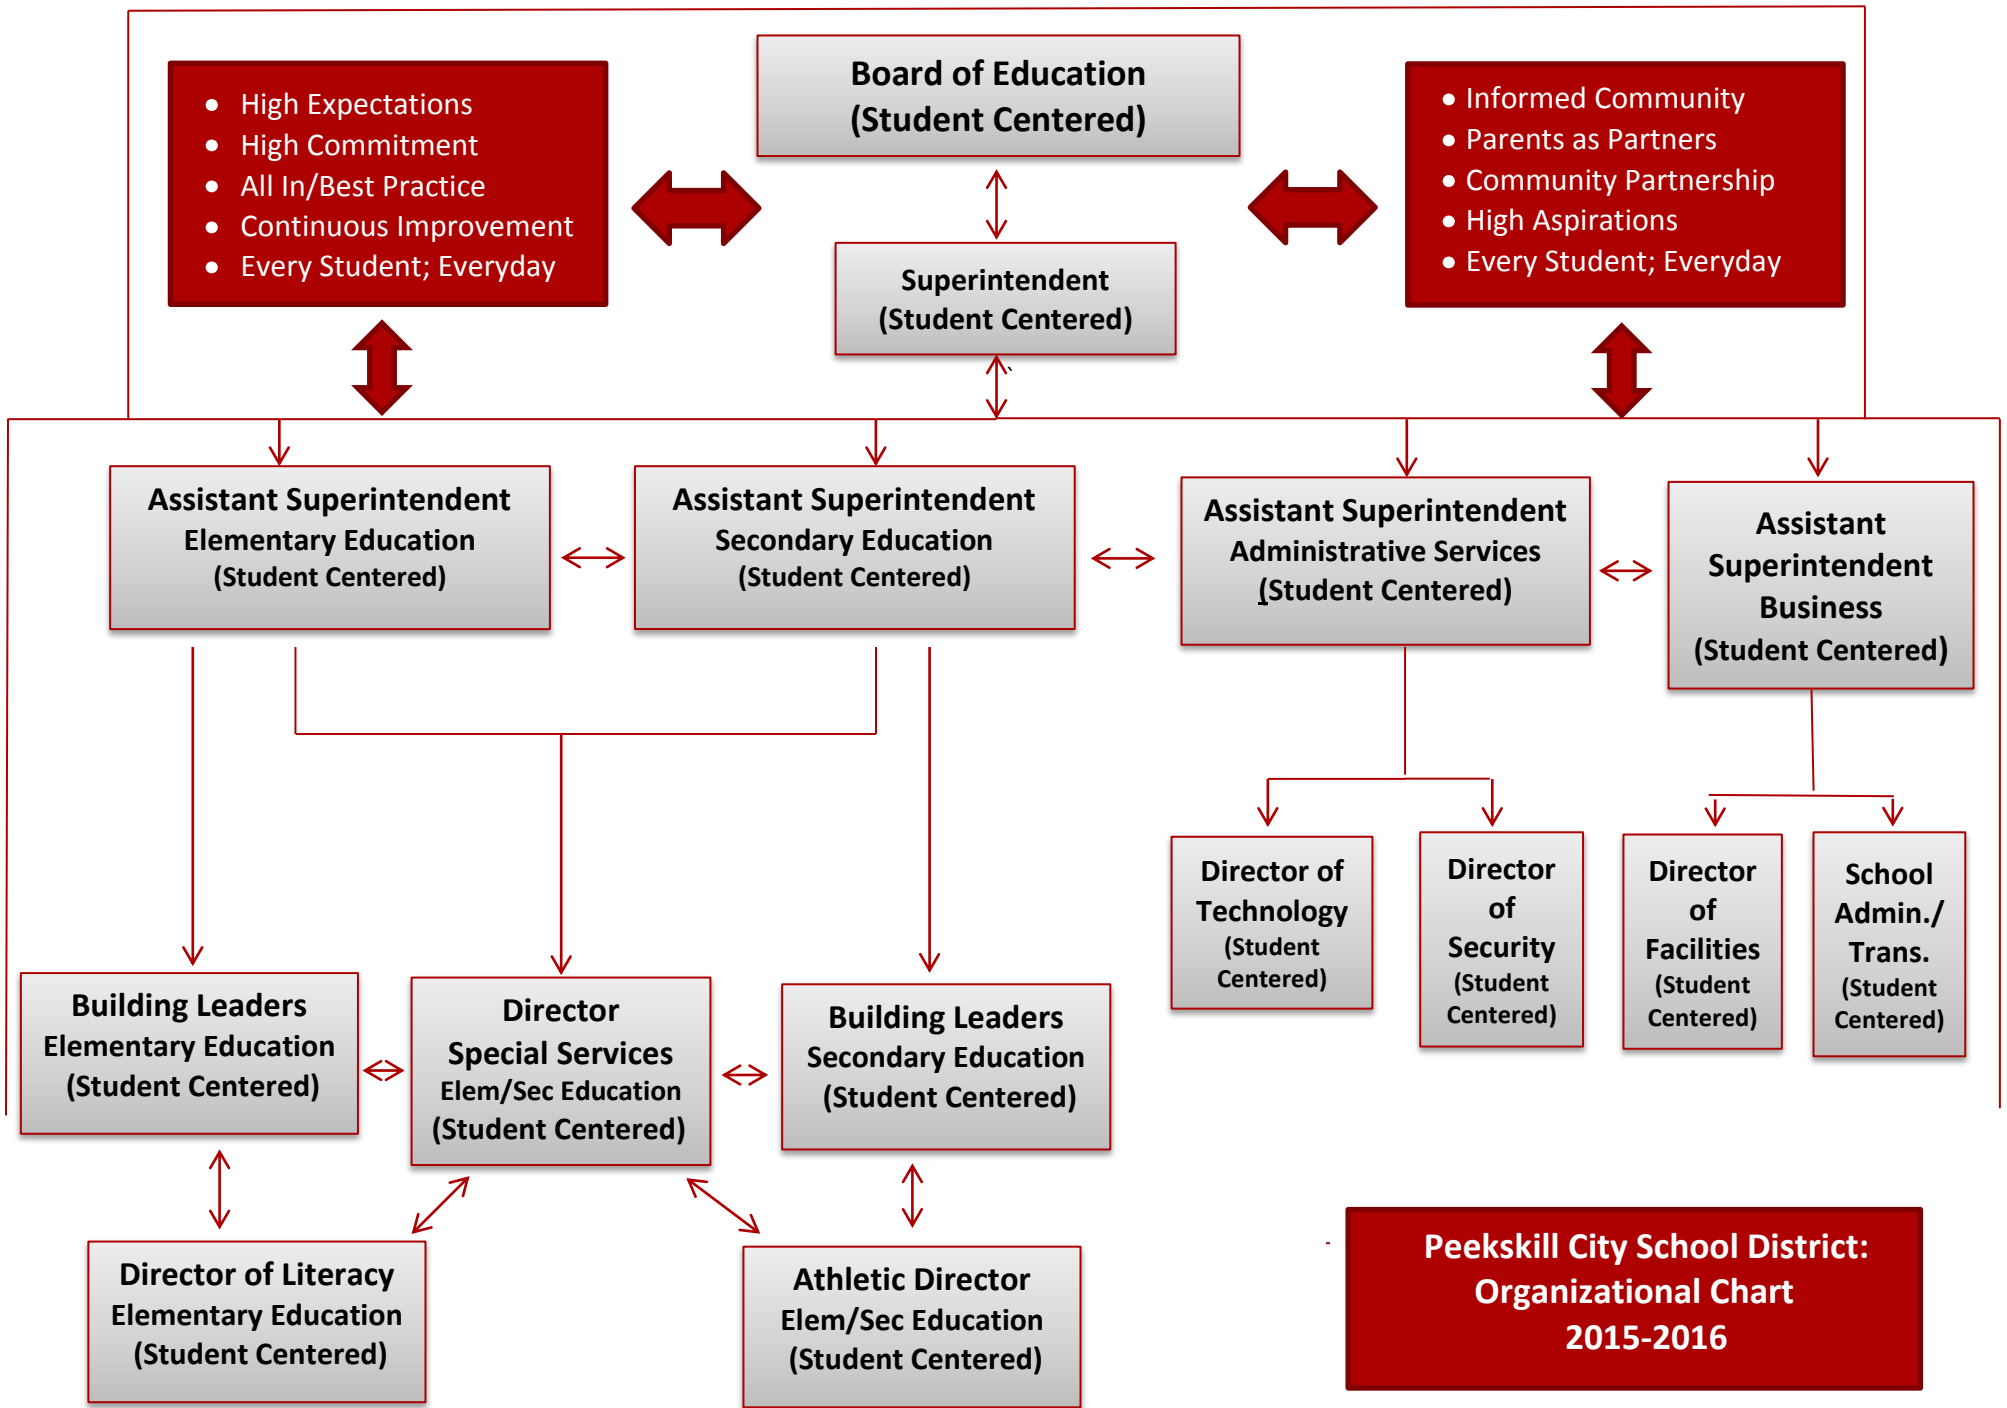 • High Expectations
• High Commitment
• All In/Best Practice
• Continuous Improvement
• Every Student; Everyday
Board of Education
(Student Centered)
• Informed Community
• Parents as Partners
• Community Partnership
• High Aspirations
• Every Student; Everyday
Superintendent
(Student Centered)
`
Assistant Superintendent
Elementary Education
(Student Centered)
Assistant Superintendent
Secondary Education
(Student Centered)
Assistant Superintendent
Administrative Services
(Student Centered)
Assistant
Superintendent
Business
(Student Centered)
Director of
Technology
(Student
Centered)
Director
of
Security
(Student
Centered)
Director
of
Facilities
(Student
Centered)
School
Admin./
Trans.
(Student
Centered)
Building Leaders
Elementary Education
(Student Centered)
Director
Special Services
Elem/Sec Education
(Student Centered)
Building Leaders
Secondary Education
(Student Centered)
Director of Literacy
Elementary Education
(Student Centered)
Athletic Director
Elem/Sec Education
(Student Centered)
-
Peekskill City School District:
Organizational Chart
2015-2016